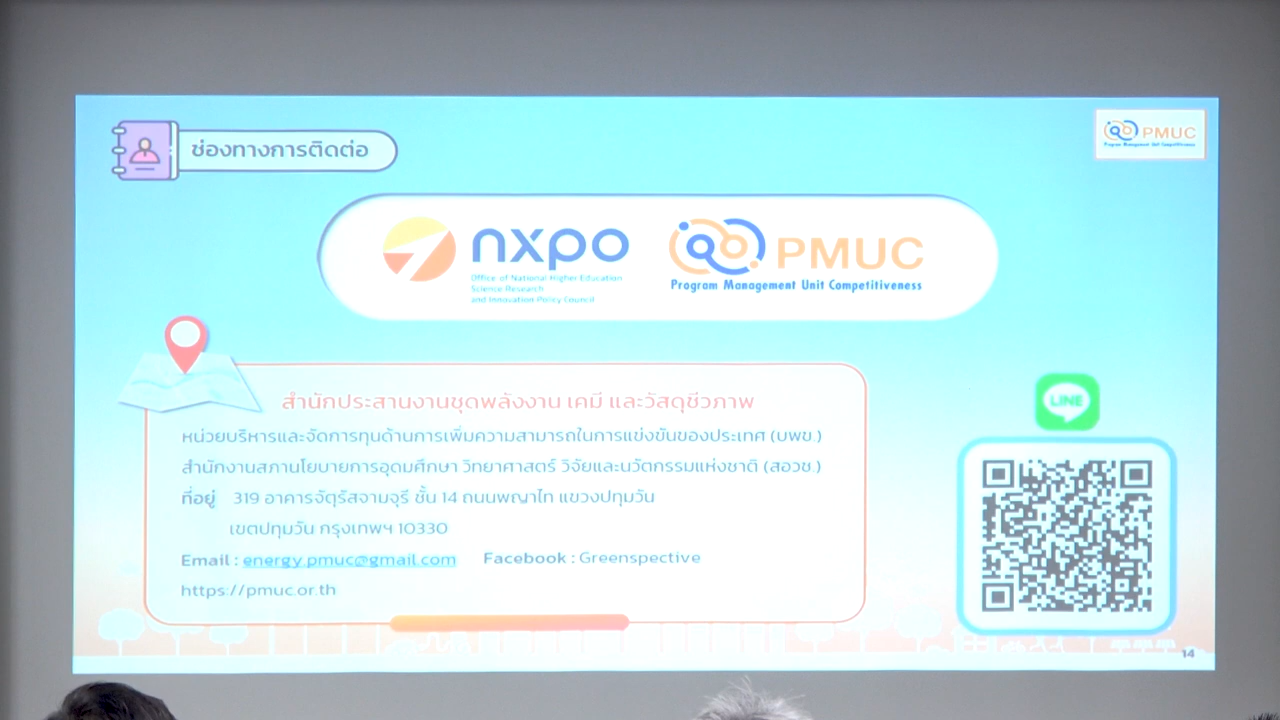 ช่องทางการติดต่อ
PMUC
Program Management Unit Competitiveness
nxpo
Office of National Higher Education
Science Research
and Innovation Policy Council
PMUC
Program Management Unit Competitiveness
สำนักประสานงานชุดพลังงาน เคมี และวัสดุชีวภาพ
หน่วยบริหารและจัดการทุนด้านการเพิ่มความสามารถในการแข่งขันของประเทศ (บพข.)
สำนักงานสภานโยบายการอุดมศึกษา วิทยาศาสตร์ วิจัยและนวัตกรรมแห่งชาติ (สอวช.)
ที่อยู่ 319 อาคารจัตุรัสจามจุรี ชั้น 14 ถนนพญาไท แขวงปทุมวัน
เขตปทุมวัน กรุงเทพฯ 10330
Email : energy.pmuc@gmail.com Facebook : Greenspective
https://pmuc.or.th
LINE
14